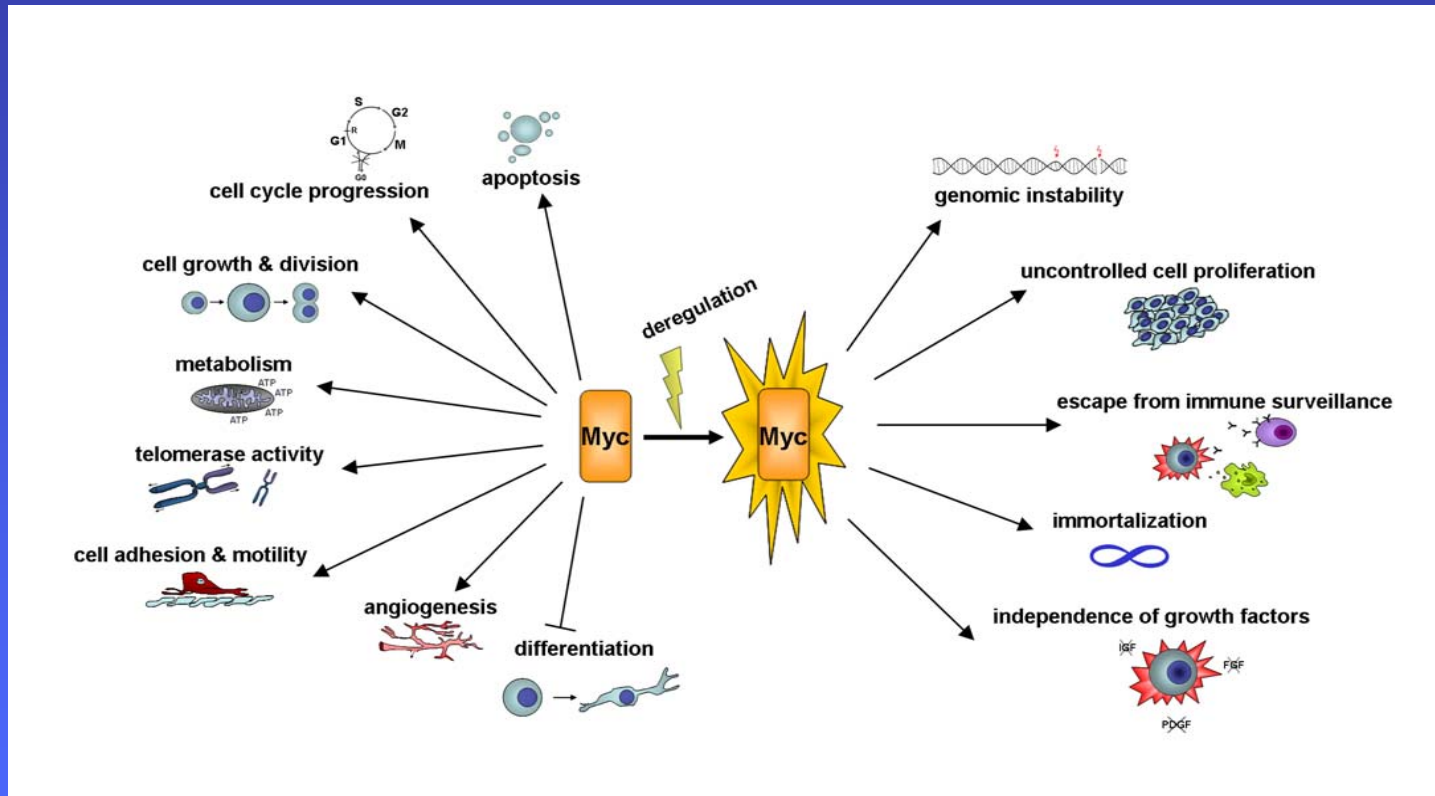 S
G2
R
G1
M
G0
cell cycle progression
apoptosis
cell growth & division
metabolism
ATP
ATP
ATP
ATP
telomerase activity
cell adhesion & motility
angiogenesis
differentiation
Myc
deregulation
Myc
genomic instability
uncontrolled cell proliferation
escape from immune surveillance
immortalization
independence of growth factors
IGF
FGF
PDGF